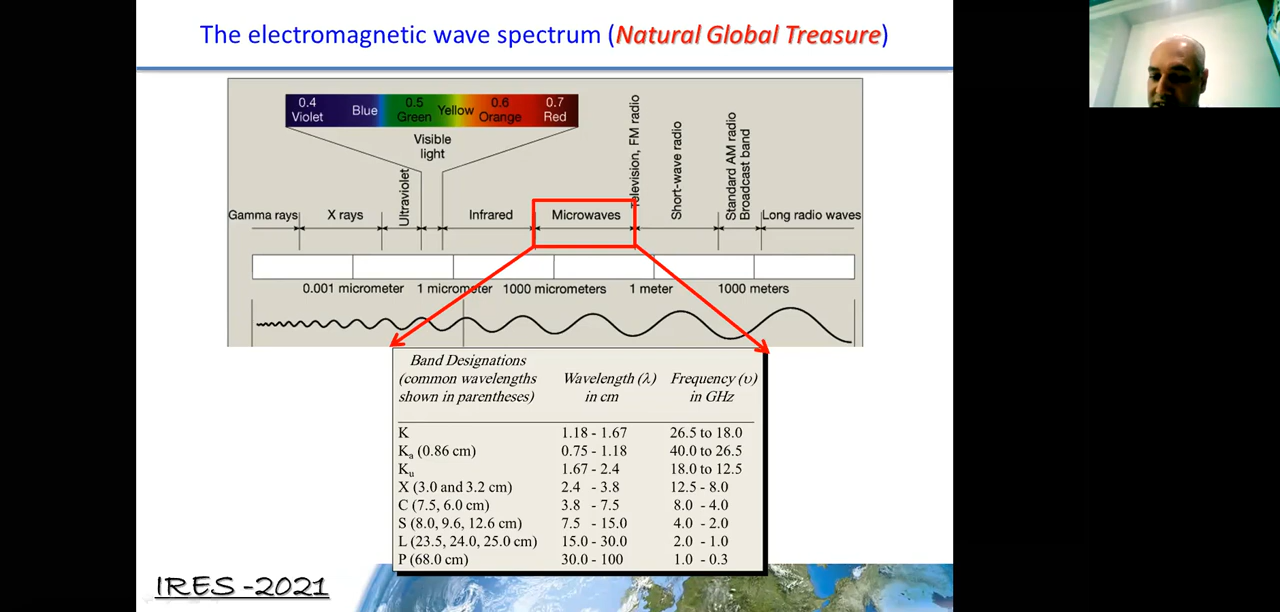 The electromagnetic wave spectrum (Natural Global Treasure)
0.4 0.5 0.6 0.7
Violet Blue Green Yellow Orange Red
Visible
light
Ultraviolet
Television, FM radio
Short-wave radio
Standard AM radio
Broadcast band
Gamma rays X rays Infrared Microwaves Long radio waves
0.001 micrometer 1 micrometer 1000 micrometers 1 meter 1000 meters
Band Designations
(common wavelengths Wavelength (λ) Frequency (υ)
shown in parentheses) in cm in GHz
K 1.18 - 1.67 26.5 to 18.0
Ka (0.86 cm) 0.75 - 1.18 40.0 to 26.5
Ku 1.67 - 2.4 18.0 to 12.5
X (3.0 and 3.2 cm) 2.4 - 3.8 12.5 - 8.0
C (7.5, 6.0 cm) 3.8 - 7.5 8.0 - 4.0
S (8.0, 9.6, 12.6 cm) 7.5 - 15.0 4.0 - 2.0
L (23.5, 24.0, 25.0 cm) 15.0 - 30.0 2.0 - 1.0
P (68.0 cm) 30.0 - 100 1.0 - 0.3
IRES -2021